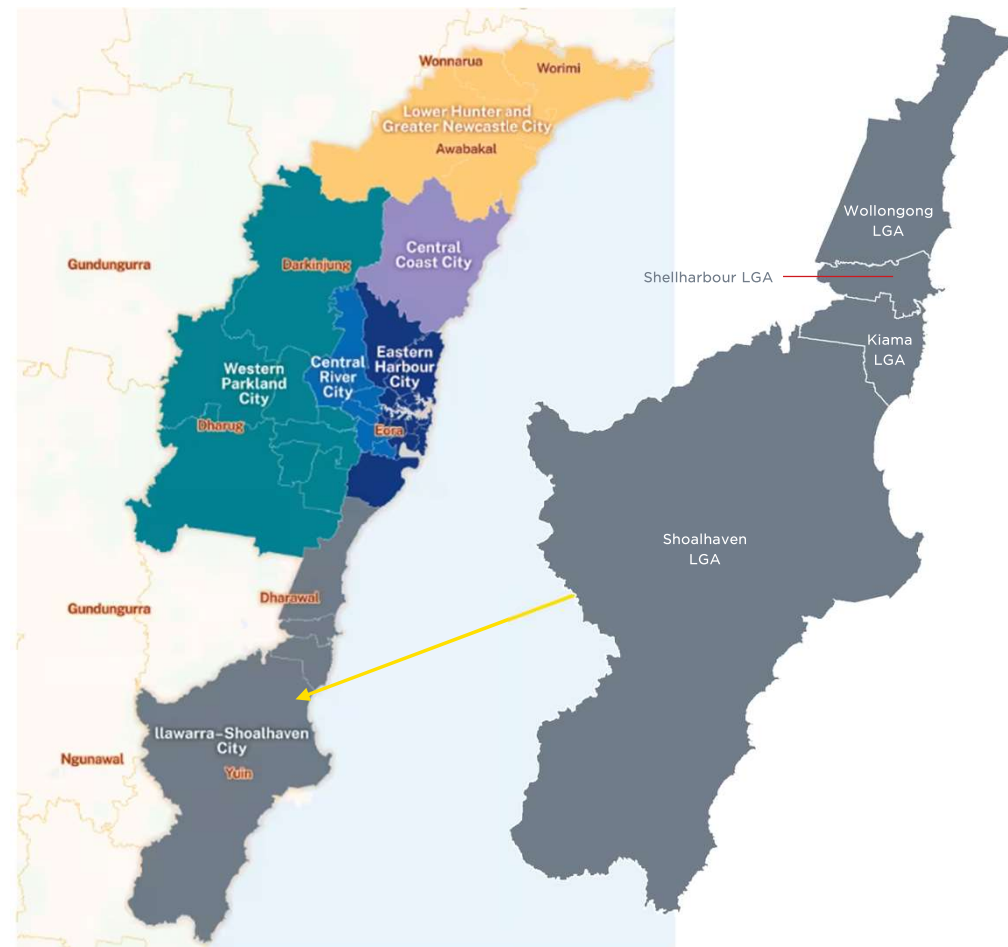 Wonnarua
Worimi
Lower Hunter and
Greater Newcastle City
Awabakal
Gundungurra
Darkinjung
Central
Coast City
Western
Parkland
City
Central
River
City
Eastern
Harbour
City
Dharug
Eora
Gundungurra
Dharawal
Ngunawal
Illawarra–Shoalhaven
City
Yuin
Wollongong
LGA
Shellharbour LGA
Kiama
LGA
Shoalhaven
LGA